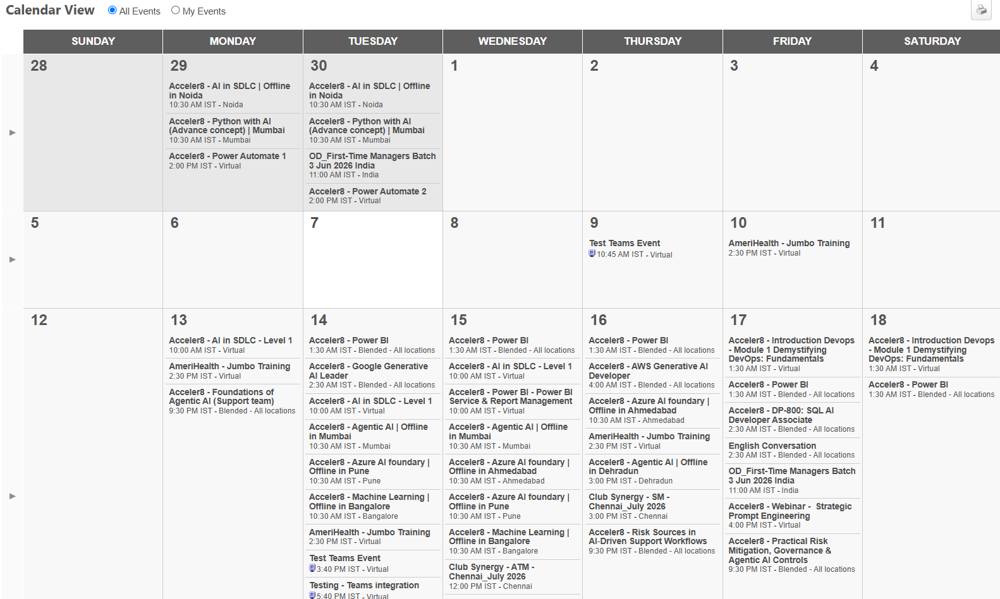 Calendar View All Events My Events
SUNDAY MONDAY TUESDAY WEDNESDAY THURSDAY FRIDAY SATURDAY
28
29
Acceler8 - AI in SDLC | Offline
in Noida
10:30 AM IST - Noida
Acceler8 - Python with AI
(Advance concept) | Mumbai
10:30 AM IST - Mumbai
Acceler8 - Power Automate 1
2:00 PM IST - Virtual
30
Acceler8 - AI in SDLC | Offline
in Noida
10:30 AM IST - Noida
Acceler8 - Python with AI
(Advance concept) | Mumbai
10:30 AM IST - Mumbai
OD_First-Time Managers Batch
3 Jun 2026 India
11:00 AM IST - India
Acceler8 - Power Automate 2
2:00 PM IST - Virtual
1
2
3
4
5
6
7
8
9
Test Teams Event
10:45 AM IST - Virtual
10
AmeriHealth - Jumbo Training
2:30 PM IST - Virtual
11
12
13
Acceler8 - AI in SDLC - Level 1
10:00 AM IST - Virtual
AmeriHealth - Jumbo Training
2:30 PM IST - Virtual
Acceler8 - Foundations of
Agentic AI (Support team)
9:30 PM IST - Blended - All locations
14
Acceler8 - Power BI
1:30 AM IST - Blended - All locations
Acceler8 - Google Generative
AI Leader
2:30 AM IST - Blended - All locations
Acceler8 - AI in SDLC - Level 1
10:00 AM IST - Virtual
Acceler8 - Agentic AI | Offline
in Mumbai
10:30 AM IST - Mumbai
Acceler8 - Azure AI foundary |
Offline in Pune
10:30 AM IST - Pune
Acceler8 - Machine Learning |
Offline in Bangalore
10:30 AM IST - Bangalore
AmeriHealth - Jumbo Training
2:30 PM IST - Virtual
Test Teams Event
3:40 PM IST - Virtual
Testing - Teams integration
5:40 PM IST - Virtual
15
Acceler8 - Power BI
1:30 AM IST - Blended - All locations
Acceler8 - AI in SDLC - Level 1
10:00 AM IST - Virtual
Acceler8 - Power BI - Power BI
Service & Report Management
10:00 AM IST - Virtual
Acceler8 - Agentic AI | Offline
in Mumbai
10:30 AM IST - Mumbai
Acceler8 - Azure AI foundary |
Offline in Ahmedabad
10:30 AM IST - Ahmedabad
Acceler8 - Azure AI foundary |
Offline in Pune
10:30 AM IST - Pune
Acceler8 - Machine Learning |
Offline in Bangalore
10:30 AM IST - Bangalore
Club Synergy - ATM -
Chennai_July 2026
12:00 PM IST - Chennai
16
Acceler8 - Power BI
1:30 AM IST - Blended - All locations
Acceler8 - AWS Generative AI
Developer
4:00 AM IST - Blended - All locations
Acceler8 - Azure AI foundary |
Offline in Ahmedabad
10:30 AM IST - Ahmedabad
AmeriHealth - Jumbo Training
2:30 PM IST - Virtual
Acceler8 - Agentic AI | Offline
in Dehradun
3:00 PM IST - Dehradun
Club Synergy - SM -
Chennai_July 2026
3:00 PM IST - Chennai
Acceler8 - Risk Sources in
AI-Driven Support Workflows
9:30 PM IST - Blended - All locations
17
Acceler8 - Introduction Devops
- Module 1 Demystifying
DevOps: Fundamentals
1:30 AM IST - Virtual
Acceler8 - Power BI
1:30 AM IST - Blended - All locations
Acceler8 - DP-800: SQL AI
Developer Associate
2:30 AM IST - Blended - All locations
English Conversation
2:30 AM IST - Blended - All locations
OD_First-Time Managers Batch
3 Jun 2026 India
11:00 AM IST - India
Acceler8 - Webinar - Strategic
Prompt Engineering
4:00 PM IST - Virtual
Acceler8 - Practical Risk
Mitigation, Governance &
Agentic AI Controls
9:30 PM IST - Blended - All locations
18
Acceler8 - Introduction Devops
- Module 1 Demystifying
DevOps: Fundamentals
1:30 AM IST - Virtual
Acceler8 - Power BI
1:30 AM IST - Blended - All locations